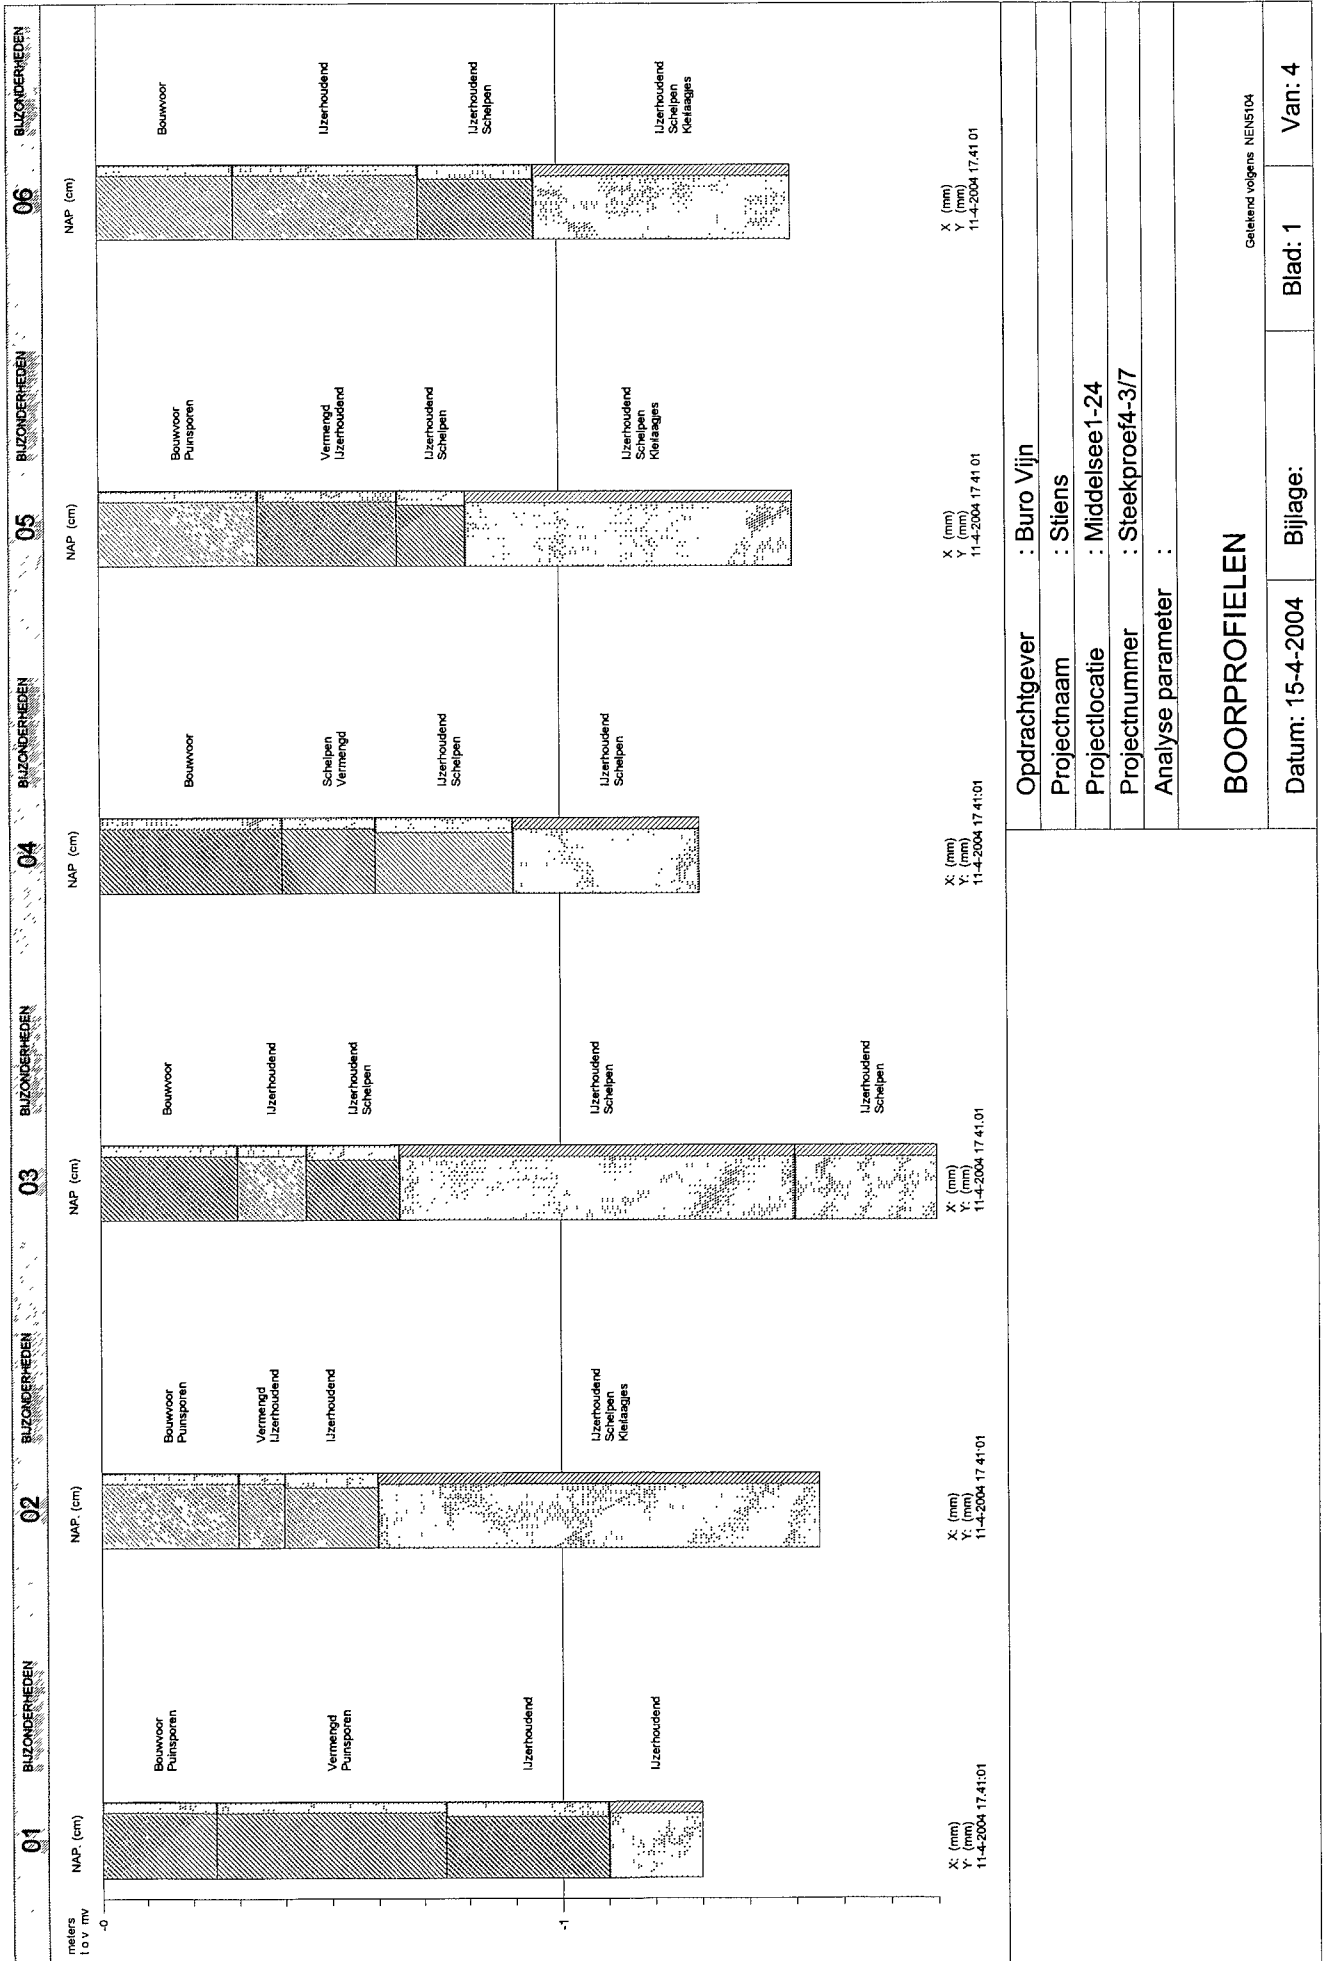 01 BIJZONDERHEDEN
NAP. (cm)
meters
t o v mv
-0
-1
Bouwvoor
Puinsporen
Vermengd
Puinsporen
IJzerhoudend
IJzerhoudend
X: (mm)
Y: (mm)
11-4-2004 17.41:01
02 BIJZONDERHEDEN
NAP. (cm)
Bouwvoor
Puinsporen
Vermengd
IJzerhoudend
IJzerhoudend
IJzerhoudend
Schelpen
Kleilaagjes
X: (mm)
Y: (mm)
11-4-2004 17 41:01
03 BIJZONDERHEDEN
NAP (cm)
Bouwvoor
IJzerhoudend
IJzerhoudend
Schelpen
IJzerhoudend
Schelpen
IJzerhoudend
Schelpen
X: (mm)
Y: (mm)
11-4-2004 17 41.01
04 BIJZONDERHEDEN
NAP (cm)
Bouwvoor
Schelpen
Vermengd
IJzerhoudend
Schelpen
IJzerhoudend
Schelpen
X: (mm)
Y: (mm)
11-4-2004 17 41:01
05 BIJZONDERHEDEN
NAP (cm)
Bouwvoor
Puinsporen
Vermengd
IJzerhoudend
IJzerhoudend
Schelpen
IJzerhoudend
Schelpen
Kleilaagjes
X (mm)
Y (mm)
11-4-2004 17 41 01
06 BIJZONDERHEDEN
NAP (cm)
Bouwvoor
IJzerhoudend
IJzerhoudend
Schelpen
IJzerhoudend
Schelpen
Kleilaagjes
X (mm)
Y (mm)
11-4-2004 17.41 01
Opdrachtgever : Buro Vijn
Projectnaam : Stiens
Projectlocatie : Middelsee1-24
Projectnummer : Steekproef4-3/7
Analyse parameter :
BOORPROFIELEN
Getekend volgens NEN5104
Datum: 15-4-2004 Bijlage: Blad: 1 Van: 4